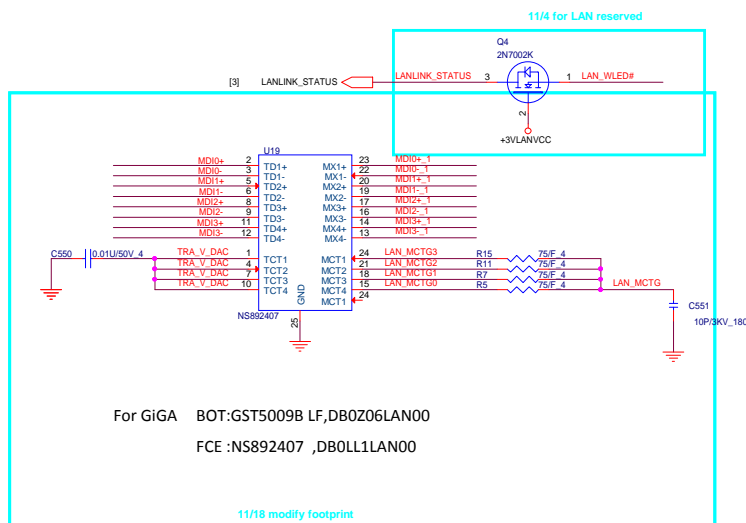 11/4 for LAN reserved
Q4
2N7002K
[3] LANLINK_STATUS LANLINK_STATUS 3 1 LAN_WLED#
2
+3VLANVCC
U19
MDI0+ 2 TD1+ MX1+ 23 MDI0+_1
MDI0- 3 TD1- MX1- 22 MDI0-_1
MDI1+ 5 TD2+ MX2+ 20 MDI1+_1
MDI1- 6 TD2- MX2- 19 MDI1-_1
MDI2+ 8 TD3+ MX3+ 17 MDI2+_1
MDI2- 9 TD3- MX3- 16 MDI2-_1
MDI3+ 11 TD4+ MX4+ 14 MDI3+_1
MDI3- 12 TD4- MX4- 13 MDI3-_1
C550 0.01U/50V_4 TRA_V_DAC 1 TCT1 MCT1 24 LAN_MCTG3 R15 75/F_4
TRA_V_DAC 4 TCT2 MCT2 21 LAN_MCTG2 R11 75/F_4
TRA_V_DAC 7 TCT3 MCT3 18 LAN_MCTG1 R7 75/F_4
TRA_V_DAC 10 TCT4 MCT4 15 LAN_MCTG0 R5 75/F_4 LAN_MCTG
GND MCT1 24
C551
NS892407
25
10P/3KV_180
For GiGA BOT:GST5009B LF,DB0Z06LAN00
FCE :NS892407 ,DB0LL1LAN00
11/18 modify footprint